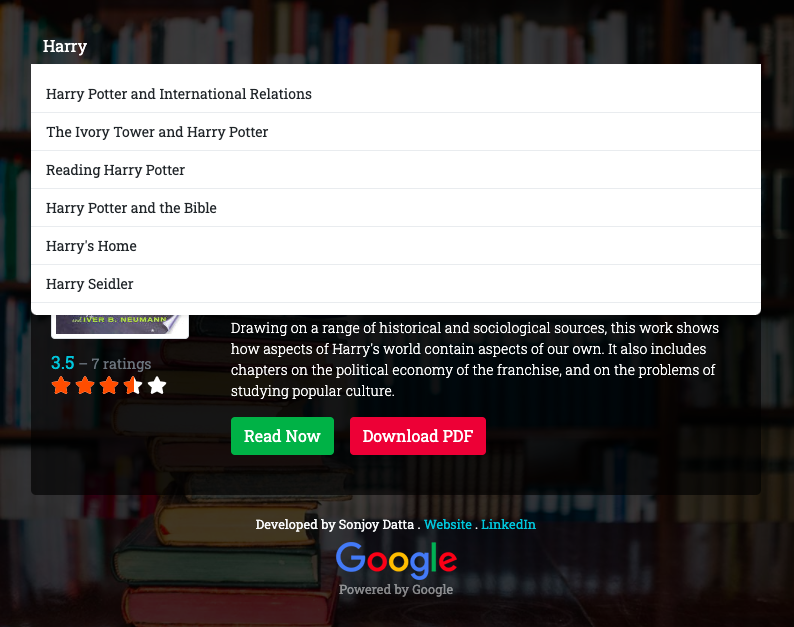 Harry
Harry Potter and International Relations
The Ivory Tower and Harry Potter
Reading Harry Potter
Harry Potter and the Bible
Harry's Home
Harry Seidler
IVER B. NEUMANN
Drawing on a range of historical and sociological sources, this work shows
how aspects of Harry's world contain aspects of our own. It also includes
chapters on the political economy of the franchise, and on the problems of
studying popular culture.
3.5 – 7 ratings
Read Now
Download PDF
Developed by Sonjoy Datta . Website . LinkedIn
Google
Powered by Google